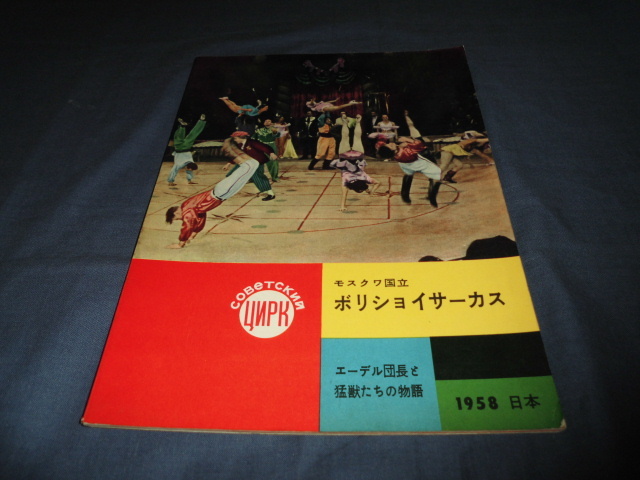 советский
ЦИРК
モスクワ国立
ボリショイサーカス
エーデル団長と
猛獣たちの物語
1958 日本